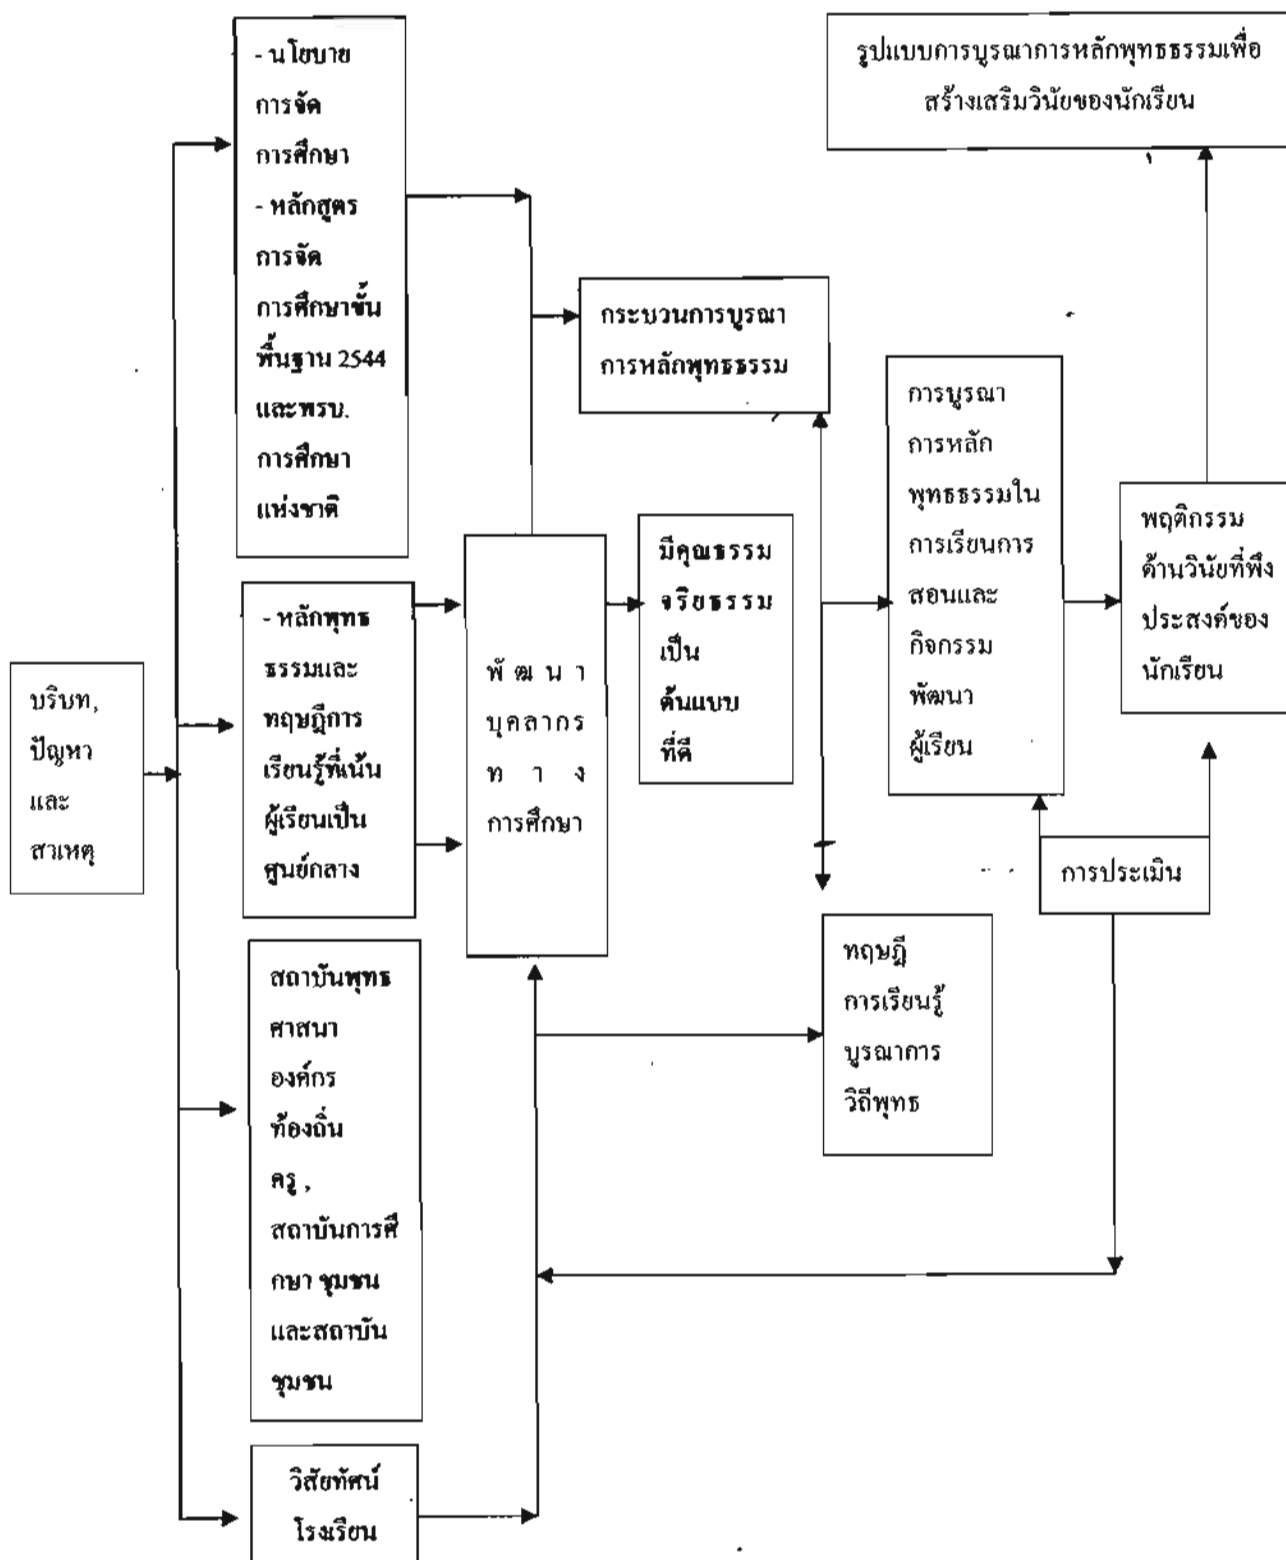 - นโยบาย
การจัด
การศึกษา
- หลักสูตร
การจัด
การศึกษาขั้น
พื้นฐาน 2544
และพรบ.
การศึกษา
แห่งชาติ
รูปแบบการบูรณาการหลักพุทธธรรมเพื่อ
สร้างเสริมวินัยของนักเรียน
กระบวนการบูรณา
การหลักพุทธธรรม
บริบท,
ปัญหา
และ
สาเหตุ
- หลักพุทธ
ธรรมและ
ทฤษฎีการ
เรียนรู้ที่เน้น
ผู้เรียนเป็น
ศูนย์กลาง
พัฒนา
บุคลากร
ทาง
การศึกษา
มีคุณธรรม
จริยธรรม
เป็น
ต้นแบบ
ที่ดี
การบูรณา
การหลัก
พุทธธรรมใน
การเรียนการ
สอนและ
กิจกรรม
พัฒนา
ผู้เรียน
พฤติกรรม
ด้านวินัยที่พึง
ประสงค์ของ
นักเรียน
การประเมิน
สถาบันพุทธ
ศาสนา
องค์กร
ท้องถิ่น
ครู ,
สถาบันการศึ
กษา ชุมชน
และสถาบัน
ชุมชน
ทฤษฎี
การเรียนรู้
บูรณาการ
วิถีพุทธ
วิสัยทัศน์
โรงเรียน